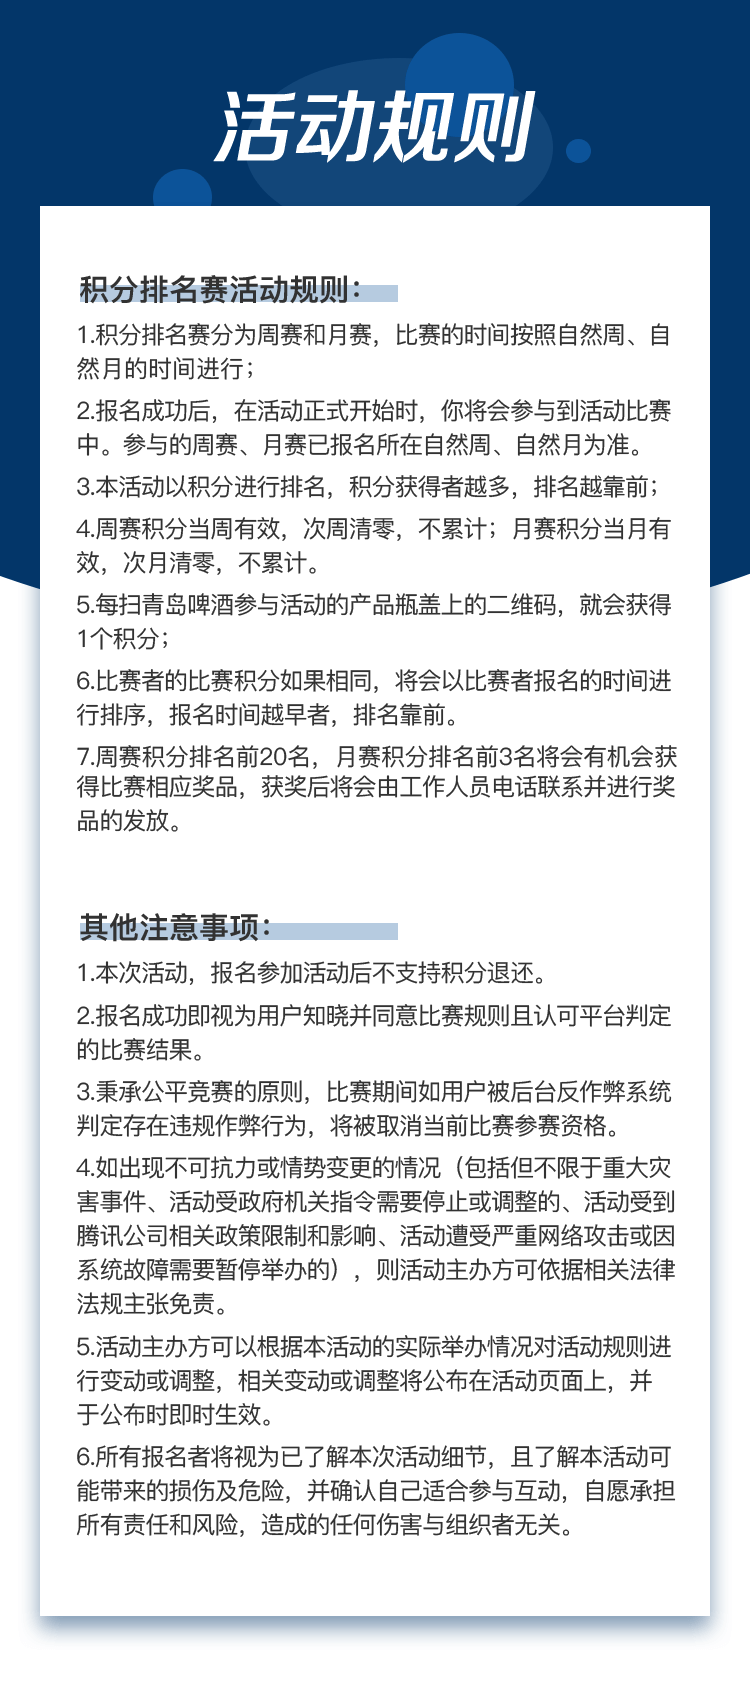 活动规则
积分排名赛活动规则：
1.积分排名赛分为周赛和月赛，比赛的时间按照自然周、自
然月的时间进行；
2.报名成功后，在活动正式开始时，你将会参与到活动比赛
中。参与的周赛、月赛已报名所在自然周、自然月为准。
3.本活动以积分进行排名，积分获得者越多，排名越靠前；
4.周赛积分当周有效，次周清零，不累计；月赛积分当月有
效，次月清零，不累计。
5.每扫青岛啤酒参与活动的产品瓶盖上的二维码，就会获得
1个积分；
6.比赛者的比赛积分如果相同，将会以比赛者报名的时间进
行排序，报名时间越早者，排名靠前。
7.周赛积分排名前20名，月赛积分排名前3名将会有机会获
得比赛相应奖品，获奖后将会由工作人员电话联系并进行奖
品的发放。
其他注意事项：
1.本次活动，报名参加活动后不支持积分退还。
2.报名成功即视为用户知晓并同意比赛规则且认可平台判定
的比赛结果。
3.秉承公平竞赛的原则，比赛期间如用户被后台反作弊系统
判定存在违规作弊行为，将被取消当前比赛参赛资格。
4.如出现不可抗力或情势变更的情况（包括但不限于重大灾
害事件、活动受政府机关指令需要停止或调整的、活动受到
腾讯公司相关政策限制和影响、活动遭受严重网络攻击或因
系统故障需要暂停举办的），则活动主办方可依据相关法律
法规主张免责。
5.活动主办方可以根据本活动的实际举办情况对活动规则进
行变动或调整，相关变动或调整将公布在活动页面上，并
于公布时即时生效。
6.所有报名者将视为已了解本次活动细节，且了解本活动可
能带来的损伤及危险，并确认自己适合参与互动，自愿承担
所有责任和风险，造成的任何伤害与组织者无关。